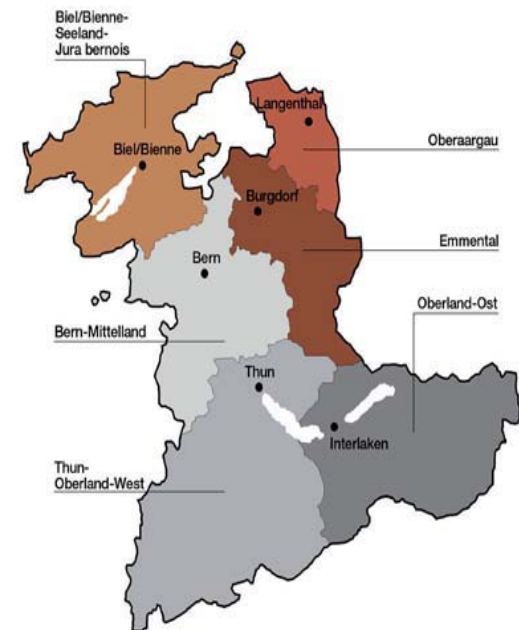 Biel/Bienne-
Seeland-
Jura bernois
Langenthal
Oberaargau
Biel/Bienne
Burgdorf
Emmental
Bern
Oberland-Ost
Bern-Mittelland
Thun
Interlaken
Thun-
Oberland-West